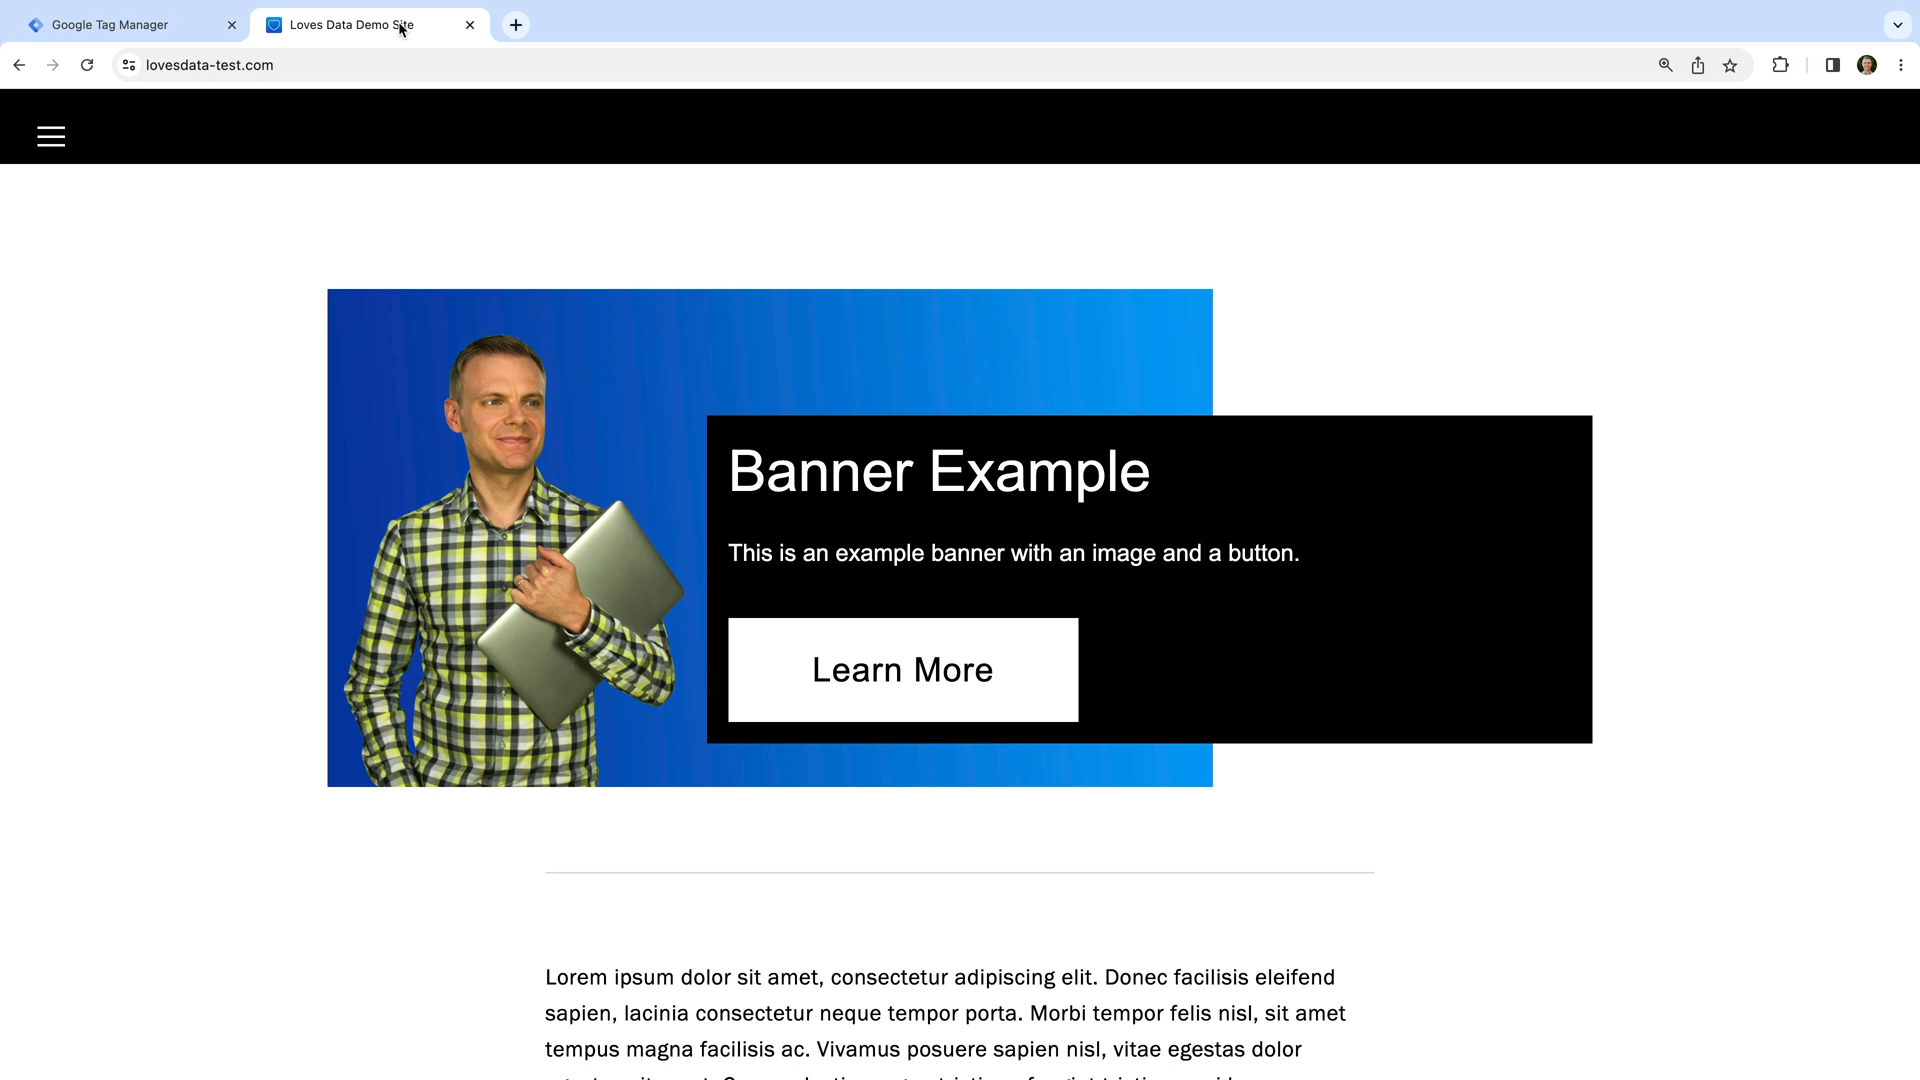 Google Tag Manager
Loves Data Demo Site
lovesdata-test.com
Banner Example
This is an example banner with an image and a button.
Learn More
Lorem ipsum dolor sit amet, consectetur adipiscing elit. Donec facilisis eleifend
sapien, lacinia consectetur neque tempor porta. Morbi tempor felis nisl, sit amet
tempus magna facilisis ac. Vivamus posuere sapien nisl, vitae egestas dolor